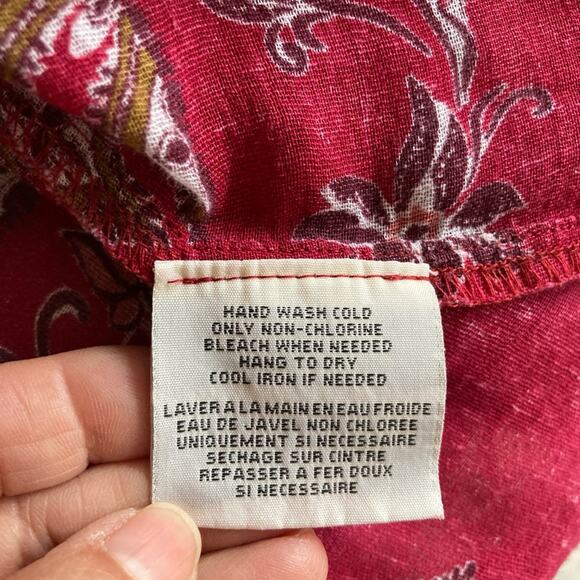 HAND WASH COLD
ONLY NON-CHLORINE
BLEACH WHEN NEEDED
HANG TO DRY
COOL IRON IF NEEDED
LAVER A LA MAIN EN EAU FROIDE
EAU DE JAVEL NON CHLOREE
UNIQUEMENT SI NECESSAIRE
SECHAGE SUR CINTRE
REPASSER A FER DOUX
SI NECESSAIRE